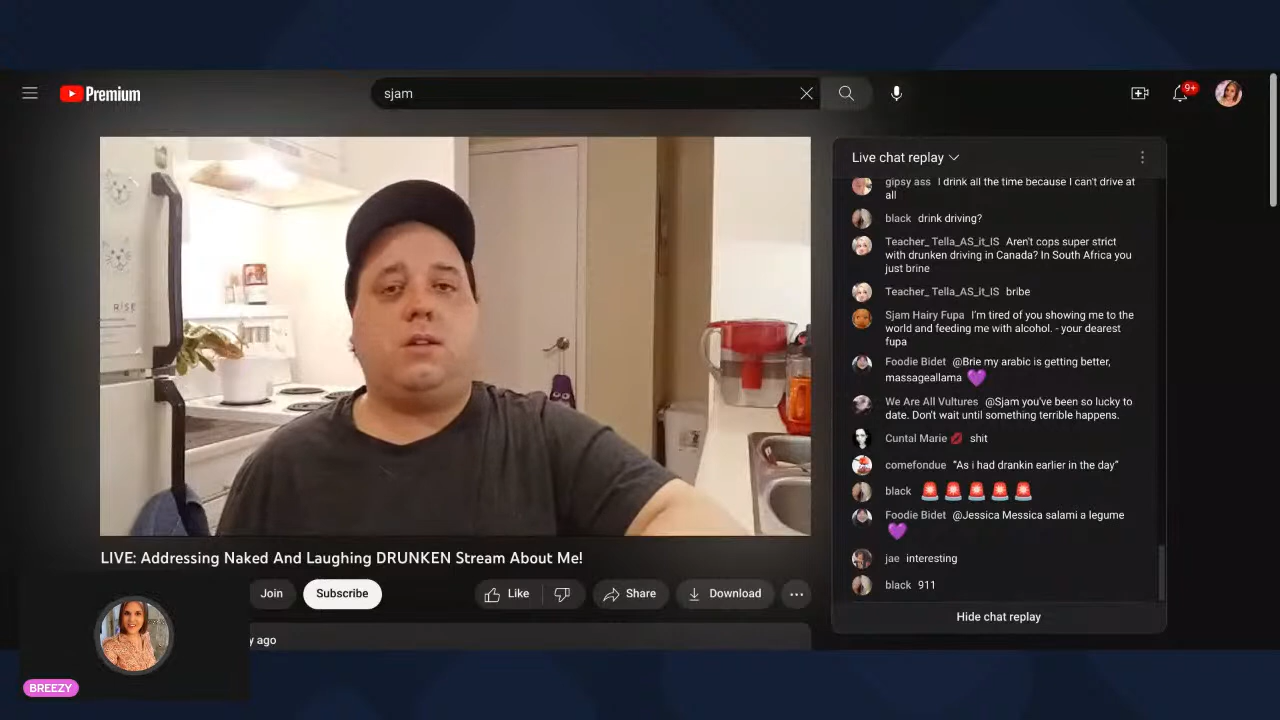 Premium
sjam
9+
RISE
Live chat replay
gipsy ass I drink all the time because I can't drive at
all
black drink driving?
Teacher_ Tella_AS_it_IS Aren't cops super strict
with drunken driving in Canada? In South Africa you
just brine
Teacher_ Tella_AS_it_IS bribe
Sjam Hairy Fupa I'm tired of you showing me to the
world and feeding me with alcohol. - your dearest
fupa
Foodie Bidet @Brie my arabic is getting better,
massageallama 💜
We Are All Vultures @Sjam you've been so lucky to
date. Don't wait until something terrible happens.
Cuntal Marie 💋 shit
comefondue "As i had drankin earlier in the day"
black 🚨🚨🚨🚨🚨
Foodie Bidet @Jessica Messica salami a legume
💜
jae interesting
black 911
Hide chat replay
LIVE: Addressing Naked And Laughing DRUNKEN Stream About Me!
Join
Subscribe
Like
Share
Download
y ago
BREEZY